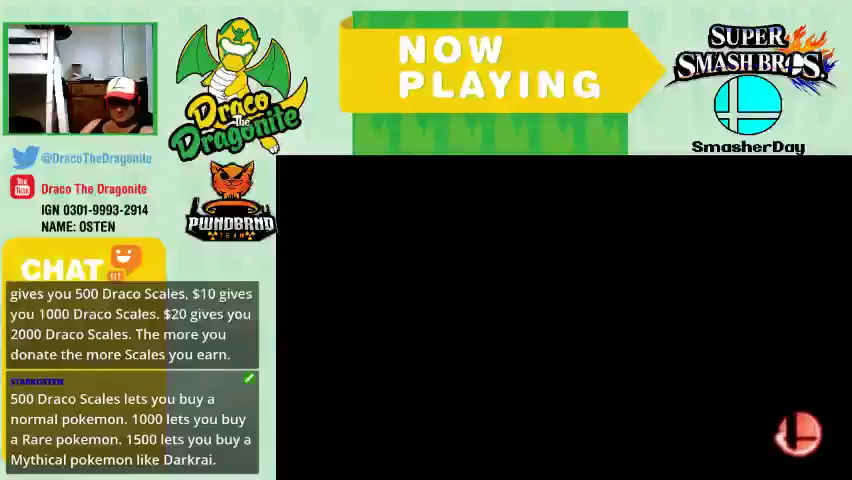 NOW
PLAYING
SUPER
SMASH BROS.
SmasherDay
Draco
The
Dragonite
@DracoTheDragonite
You
Tube
Draco The Dragonite
IGN 0301-9993-2914
NAME: OSTEN
PWNDBRND
TEAM
CHAT
gives you 500 Draco Scales, $10 gives
you 1000 Draco Scales. $20 gives you
2000 Draco Scales. The more you
donate the more Scales you earn.
500 Draco Scales lets you buy a
normal pokemon. 1000 lets you buy
a Rare pokemon. 1500 lets you buy a
Mythical pokemon like Darkrai.